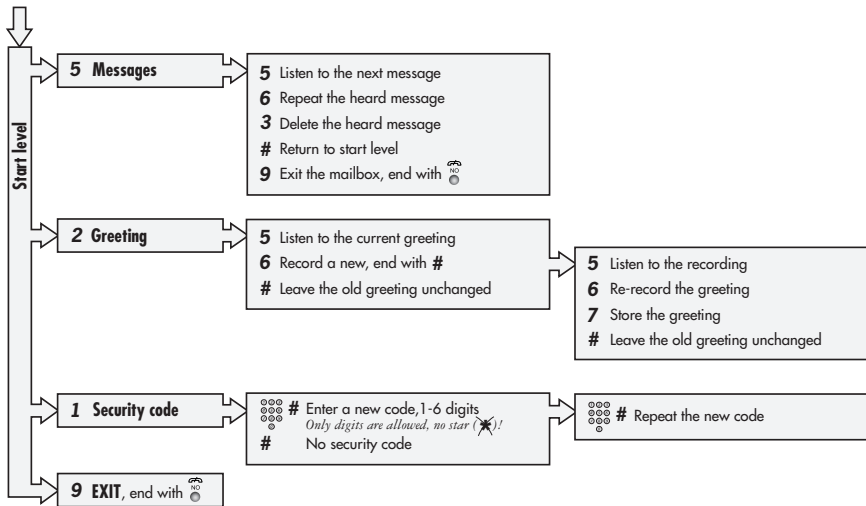 Start level
5 Messages
5 Listen to the next message
6 Repeat the heard message
3 Delete the heard message
# Return to start level
9 Exit the mailbox, end with NO
2 Greeting
5 Listen to the current greeting
6 Record a new, end with #
# Leave the old greeting unchanged
5 Listen to the recording
6 Re-record the greeting
7 Store the greeting
# Leave the old greeting unchanged
1 Security code
# Enter a new code,1-6 digits
Only digits are allowed, no star (*)!
# No security code
# Repeat the new code
9 EXIT, end with NO